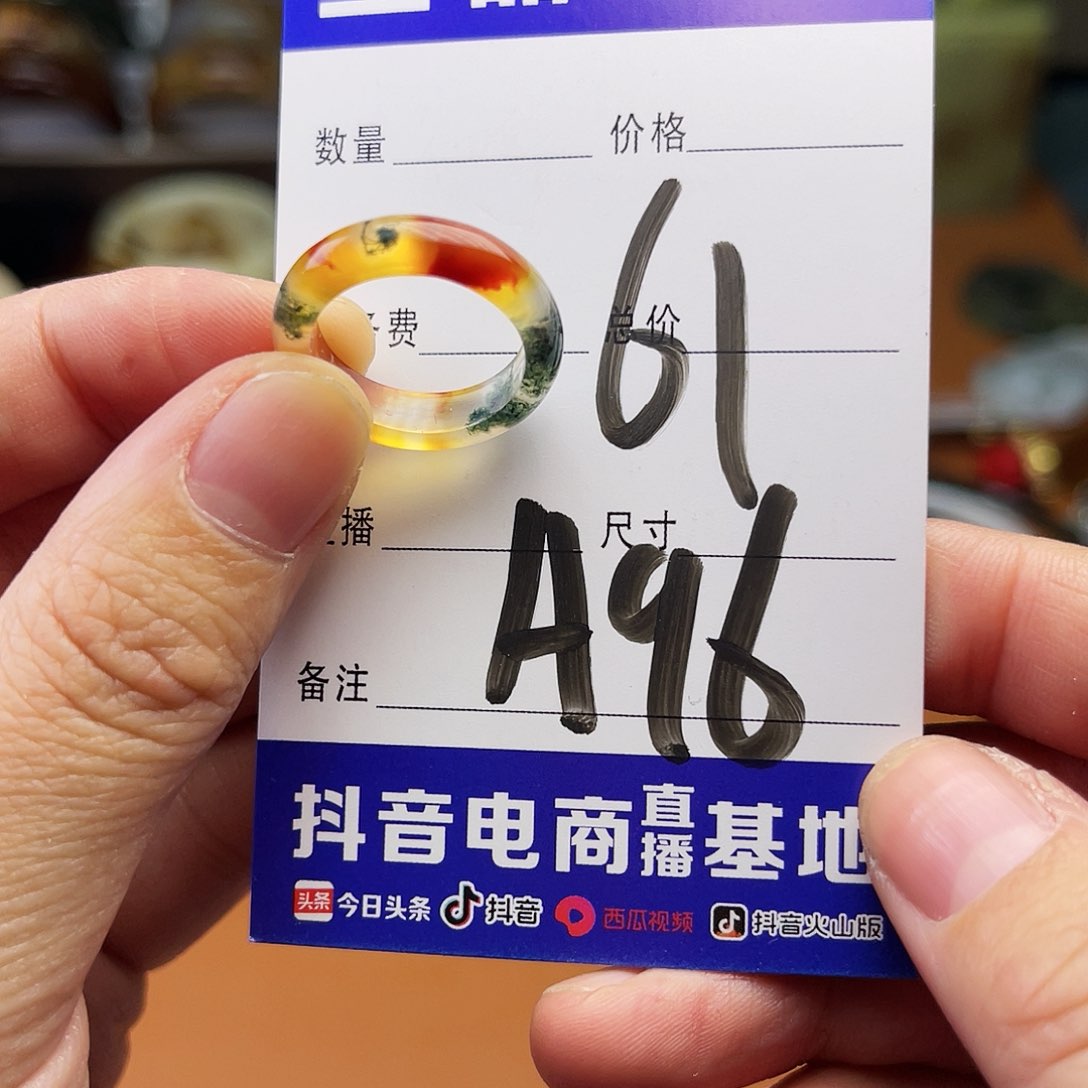 数量 价格
费 总价
61
播 尺寸
A96
备注
抖音电商直播基地
头条 今日头条 抖音 西瓜视频 抖音火山版